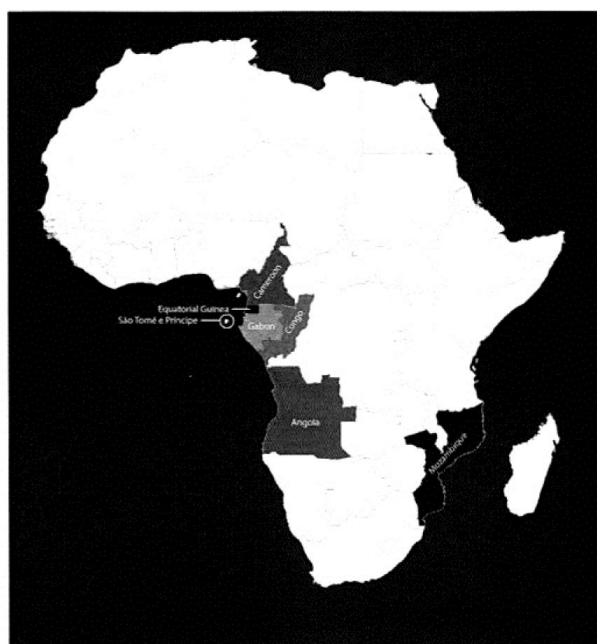 Cameroon
Equatorial Guinea
São Tomé e Príncipe
Gabon
Congo
Angola
Mozambique